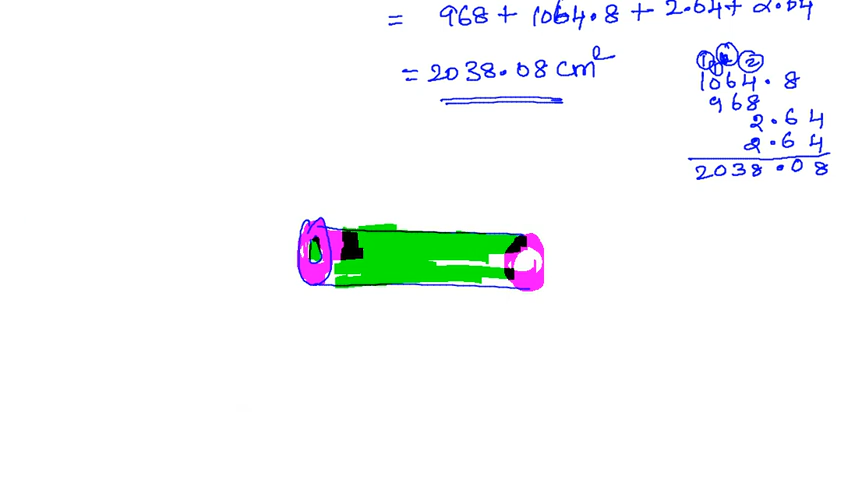 = 968 + 1064.8 + 2.64 + 2.64
= 2038.08 cm²
1064.8
968
2.64
2.64
2038.08